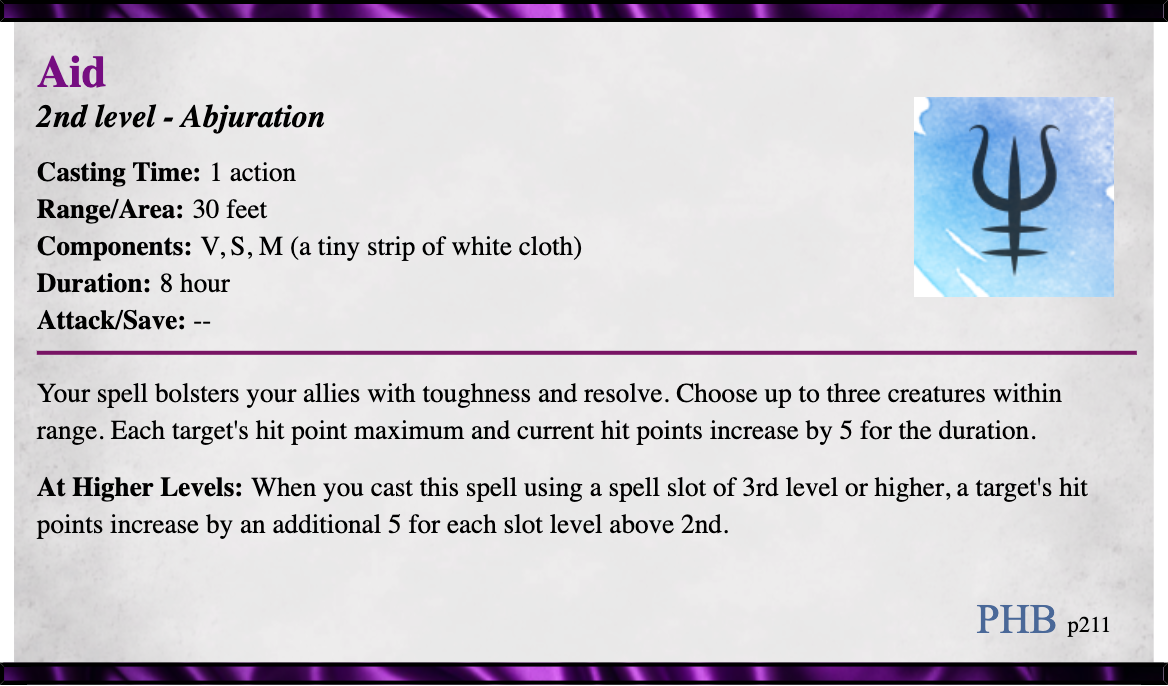 Aid
2nd level - Abjuration
Casting Time: 1 action
Range/Area: 30 feet
Components: V, S, M (a tiny strip of white cloth)
Duration: 8 hour
Attack/Save: --
Your spell bolsters your allies with toughness and resolve. Choose up to three creatures within
range. Each target's hit point maximum and current hit points increase by 5 for the duration.
At Higher Levels: When you cast this spell using a spell slot of 3rd level or higher, a target's hit
points increase by an additional 5 for each slot level above 2nd.
PHB p211